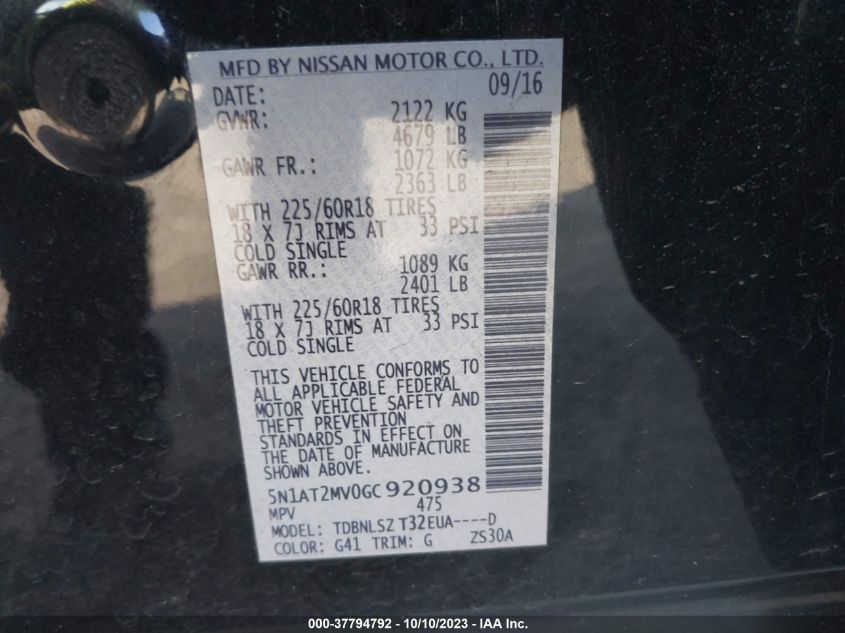 MFD BY NISSAN MOTOR CO., LTD.
DATE: 09/16
GVWR: 2122 KG
4679 LB
GAWR FR.: 1072 KG
2363 LB
WITH 225/60R18 TIRES
18 X 7J RIMS AT 33 PSI
COLD SINGLE
GAWR RR.: 1089 KG
2401 LB
WITH 225/60R18 TIRES
18 X 7J RIMS AT 33 PSI
COLD SINGLE
THIS VEHICLE CONFORMS TO
ALL APPLICABLE FEDERAL
MOTOR VEHICLE SAFETY AND
THEFT PREVENTION
STANDARDS IN EFFECT ON
THE DATE OF MANUFACTURE
SHOWN ABOVE.
5N1AT2MV0GC920938
MPV 475
MODEL: TDBNLSZ T32EUA----D
COLOR: G41 TRIM: G ZS30A
000-37794792 - 10/10/2023 - IAA Inc.